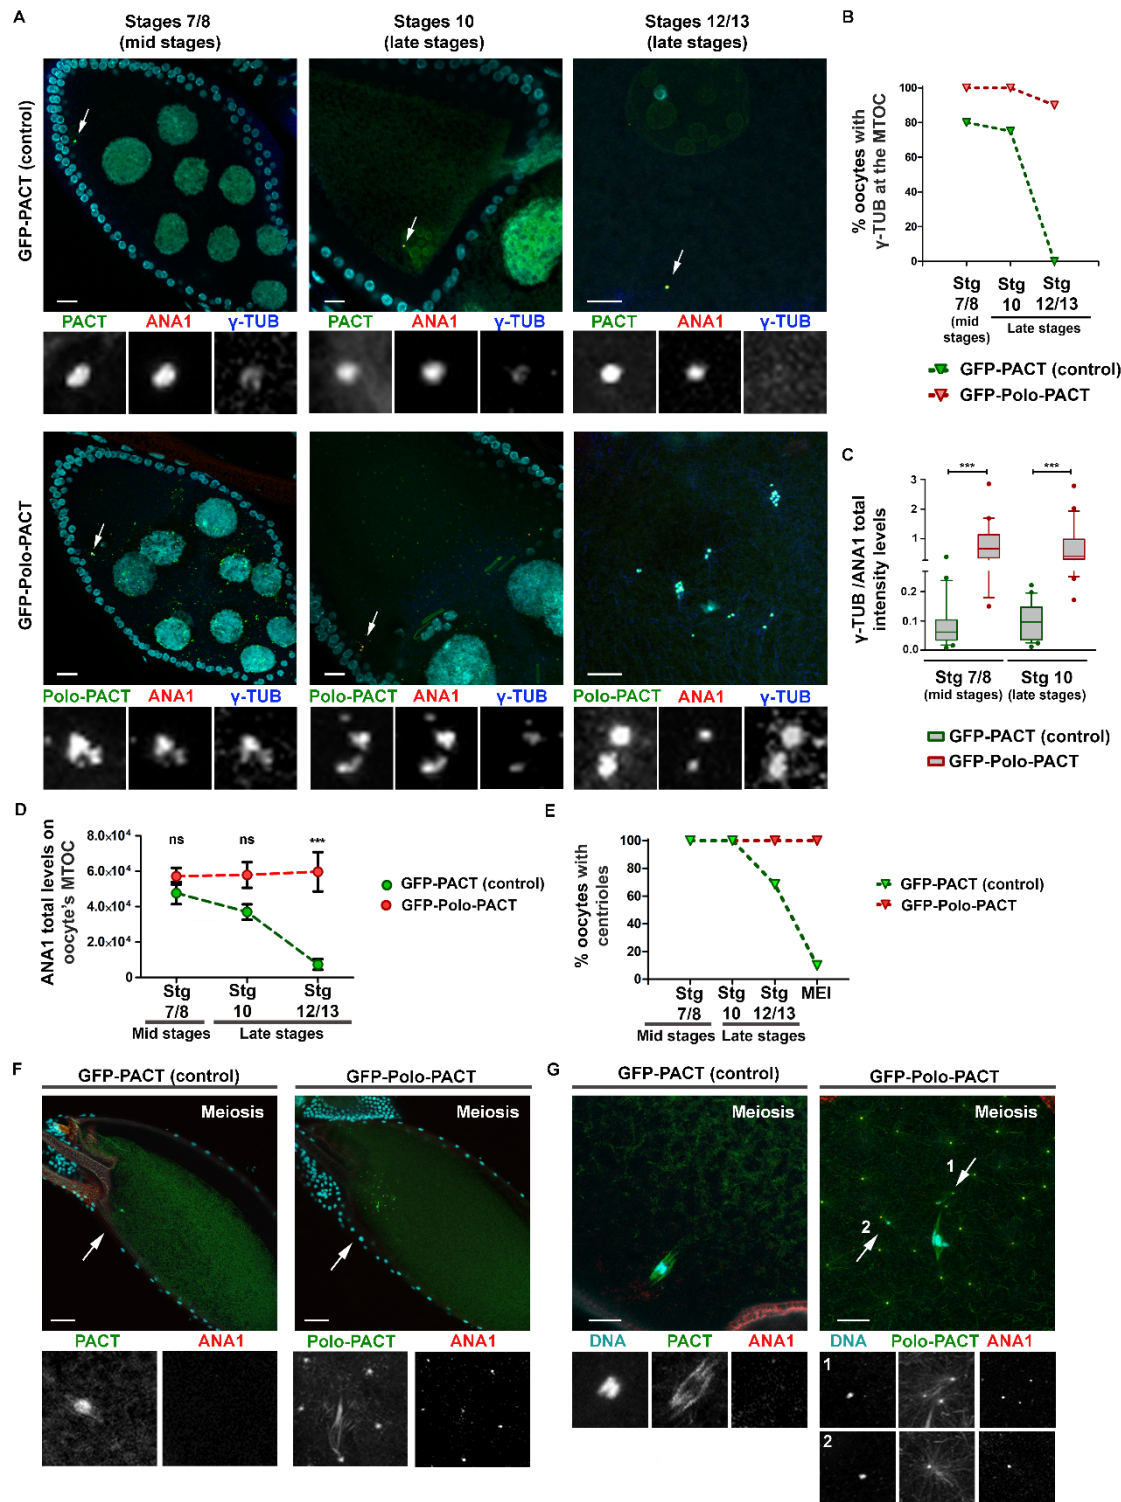 A
Stages 7/8
(mid stages)
Stages 10
(late stages)
Stages 12/13
(late stages)
GFP-PACT (control)
PACT ANA1 γ-TUB
PACT ANA1 γ-TUB
PACT ANA1 γ-TUB
GFP-Polo-PACT
Polo-PACT ANA1 γ-TUB
Polo-PACT ANA1 γ-TUB
Polo-PACT ANA1 γ-TUB
B
% oocytes with
γ-TUB at the MTOC
100
80
60
40
20
0
Stg
7/8
(mid
stages)
Stg
10
Stg
12/13
Late stages
GFP-PACT (control)
GFP-Polo-PACT
C
γ-TUB /ANA1 total
intensity levels
3
2
1
0.2
0.1
0.0
***
***
Stg 7/8
(mid stages)
Stg 10
(late stages)
GFP-PACT (control)
GFP-Polo-PACT
D
ANA1 total levels on
oocyte's MTOC
8.0×10⁴
6.0×10⁴
4.0×10⁴
2.0×10⁴
0
ns
ns
***
Stg
7/8
Stg
10
Stg
12/13
Mid stages
Late stages
GFP-PACT (control)
GFP-Polo-PACT
E
% oocytes with
centrioles
100
80
60
40
20
0
Stg
7/8
Stg
10
Stg
12/13
MEI
Mid stages
Late stages
GFP-PACT (control)
GFP-Polo-PACT
F
GFP-PACT (control)
GFP-Polo-PACT
Meiosis
Meiosis
PACT ANA1
Polo-PACT ANA1
G
GFP-PACT (control)
GFP-Polo-PACT
Meiosis
Meiosis
1
2
DNA PACT ANA1
DNA Polo-PACT ANA1
1
2